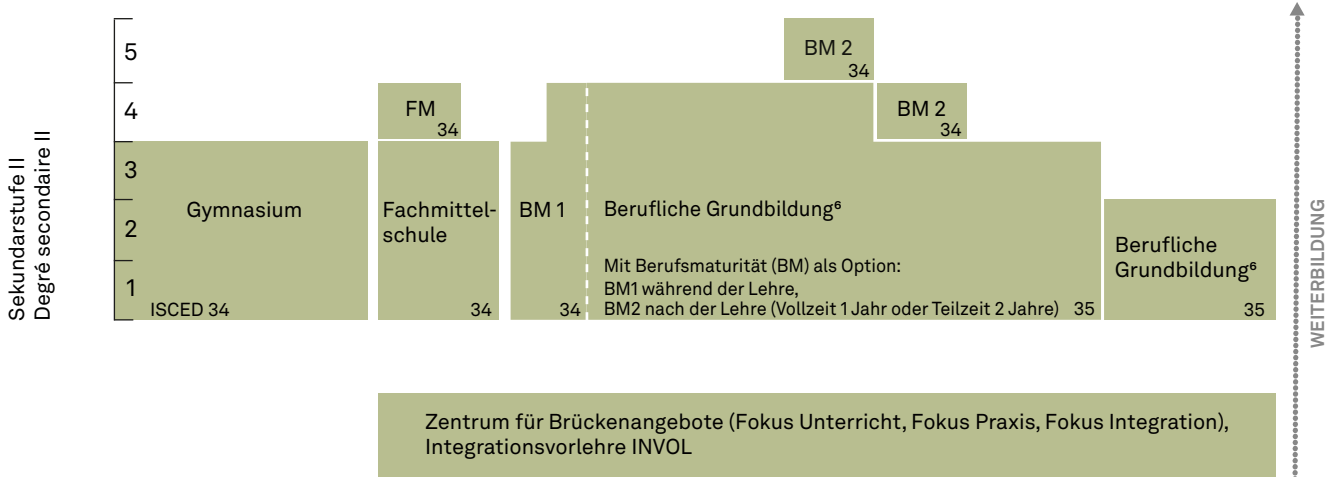 Sekundarstufe II
Degré secondaire II
5
4
3
2
1
BM 2
34
FM
34
BM 2
34
Gymnasium
ISCED 34
Fachmittel-
schule
34
BM 1
34
Berufliche Grundbildung⁶
Mit Berufsmaturität (BM) als Option:
BM1 während der Lehre,
BM2 nach der Lehre (Vollzeit 1 Jahr oder Teilzeit 2 Jahre)
35
Berufliche
Grundbildung⁶
35
WEITERBILDUNG
Zentrum für Brückenangebote (Fokus Unterricht, Fokus Praxis, Fokus Integration),
Integrationsvorlehre INVOL